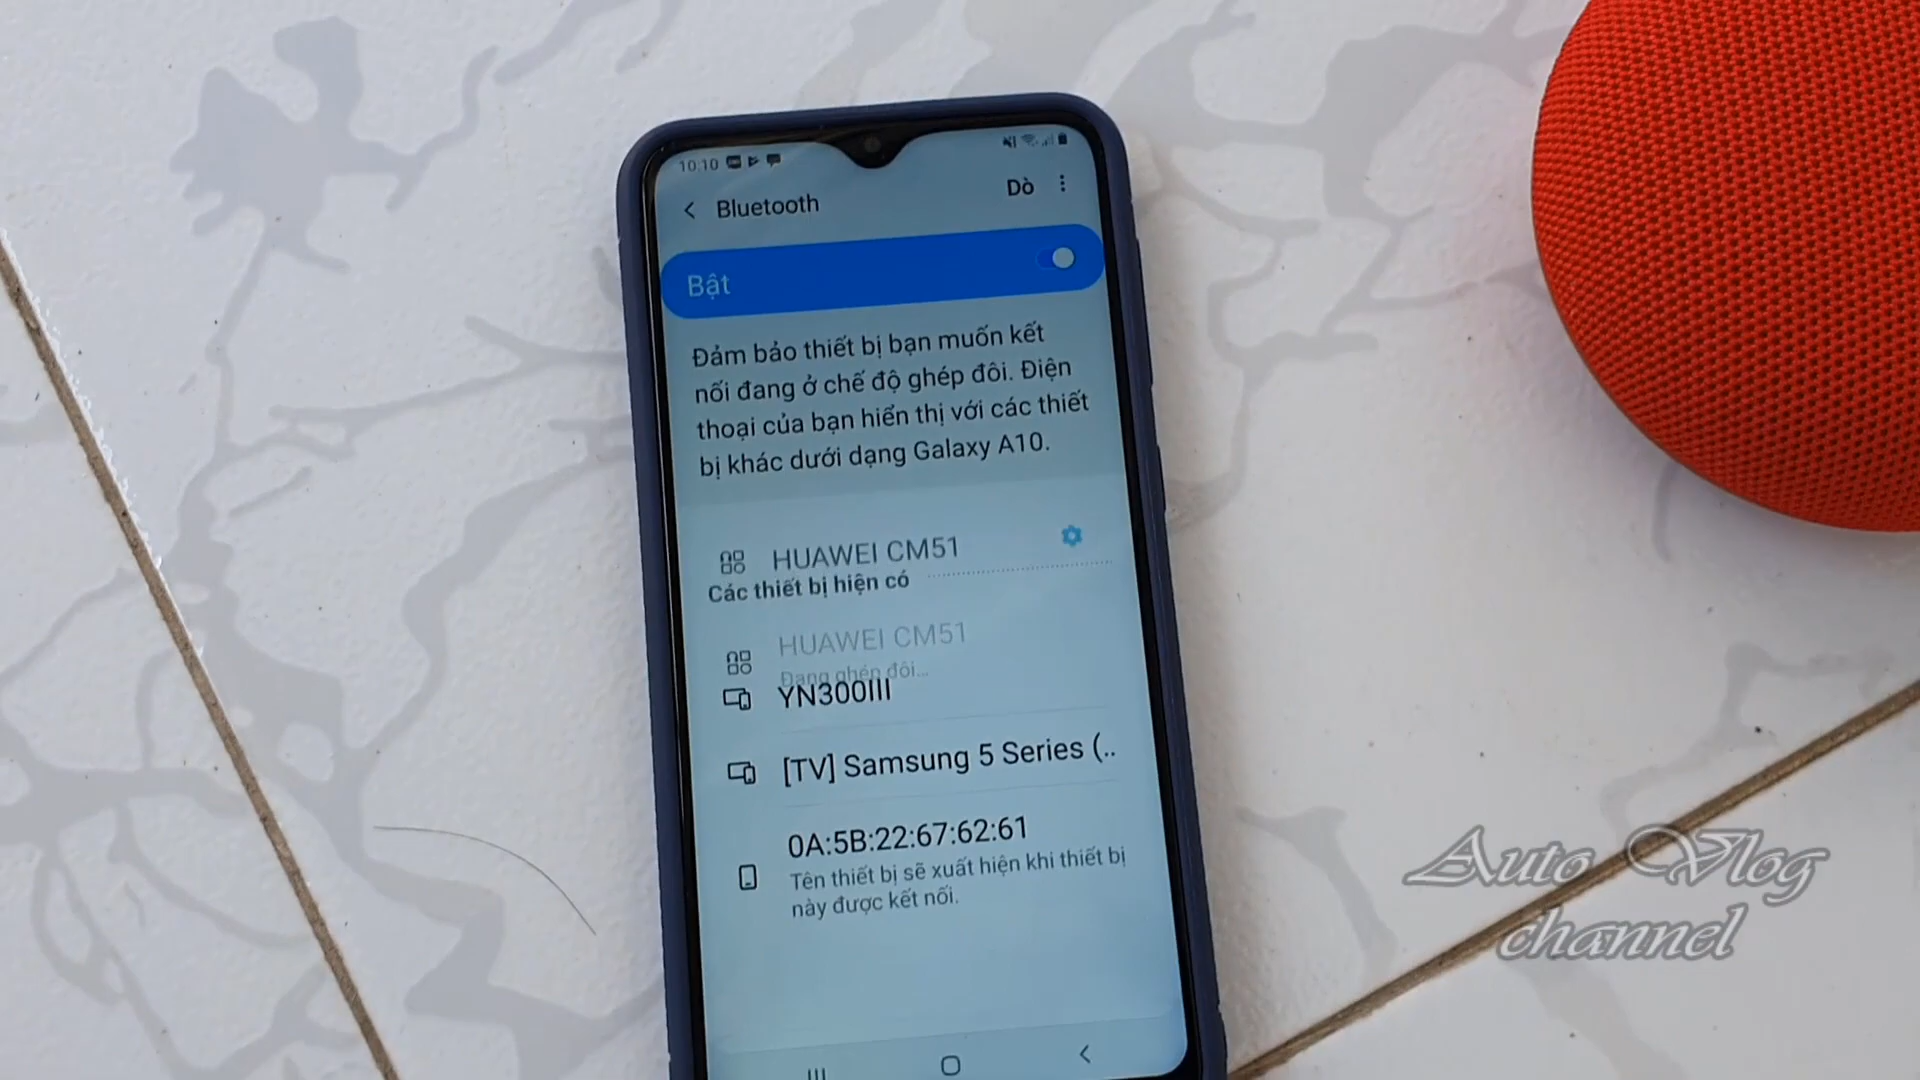 10:10
Bluetooth
Dò
Bật
Đảm bảo thiết bị bạn muốn kết
nối đang ở chế độ ghép đôi. Điện
thoại của bạn hiển thị với các thiết
bị khác dưới dạng Galaxy A10.
HUAWEI CM51
Các thiết bị hiện có
HUAWEI CM51
Đang ghép đôi...
YN300III
[TV] Samsung 5 Series (..
0A:5B:22:67:62:61
Tên thiết bị sẽ xuất hiện khi thiết bị
này được kết nối.
Auto Vlog
channel